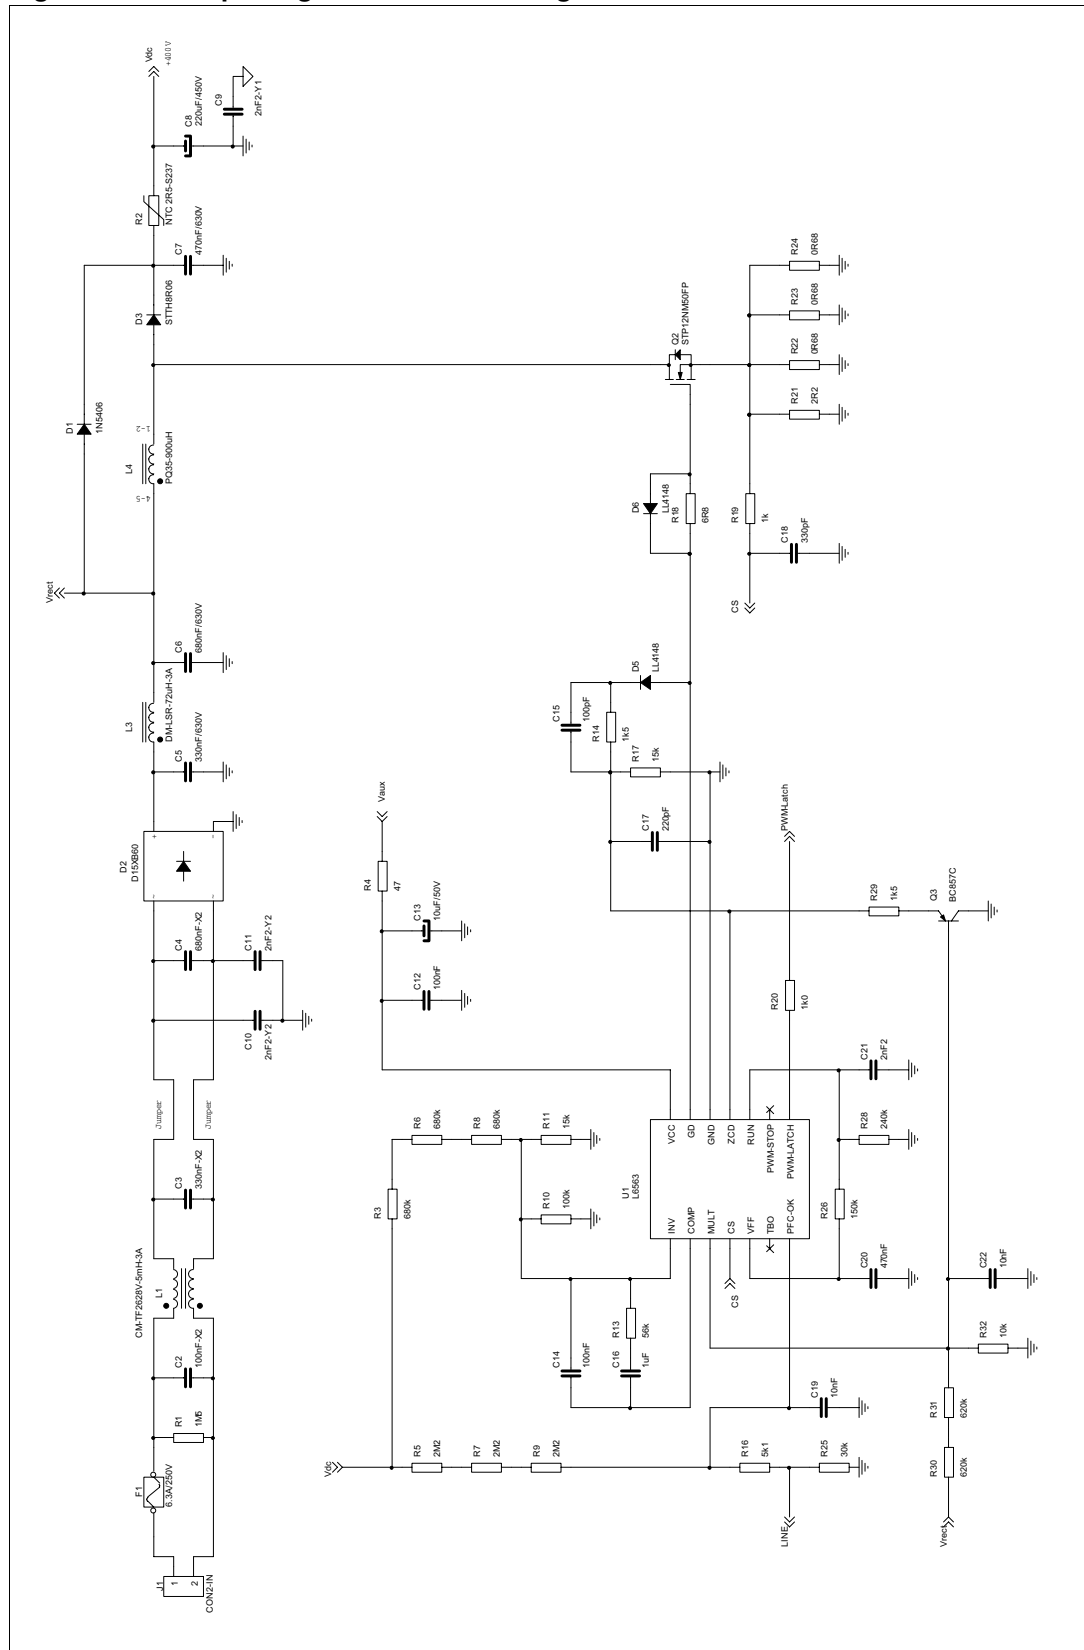 Vdc
+400V
C8
220uF/450V
C9
2nF2-Y1
R2
NTC 2R5-S237
C7
470nF/630V
D3
STTH8R06
D1
1N5406
1-2
L4
PQ35-900uH
4-5
Vrect
C6
680nF/630V
L3
DM-LSR-72uH-3A
C5
330nF/630V
D2
D15XB60
+
-
~
~
C4
680nF-X2
C11
2nF2-Y2
C10
2nF2-Y2
Jumper
Jumper
C3
330nF-X2
CM-TF2628V-5mH-3A
L1
C2
100nF-X2
R1
1M5
F1
6.3A/250V
J1
1
2
CON2-IN
R24
0R68
R23
0R68
R22
0R68
R21
2R2
Q2
STP12NM50FP
D6
LL4148
R18
6R8
R19
1k
C18
330pF
CS
D5
LL4148
C15
100pF
R14
1k5
R17
15k
C17
220pF
Vaux
R4
47
C13
10uF/50V
C12
100nF
PWM-Latch
R29
1k5
Q3
BC857C
R20
1k0
C21
2nF2
R28
240k
R26
150k
C20
470nF
R6
680k
R8
680k
R11
15k
R3
680k
R10
100k
U1
L6563
VCC
GD
GND
ZCD
RUN
PWM-STOP
PWM-LATCH
INV
COMP
MULT
CS
VFF
TBO
PFC-OK
CS
R13
56k
C14
100nF
C16
1uF
C22
10nF
R32
10k
C19
10nF
R31
620k
R30
620k
Vrect
Vdc
R5
2M2
R7
2M2
R9
2M2
R16
5k1
R25
30k
LINE